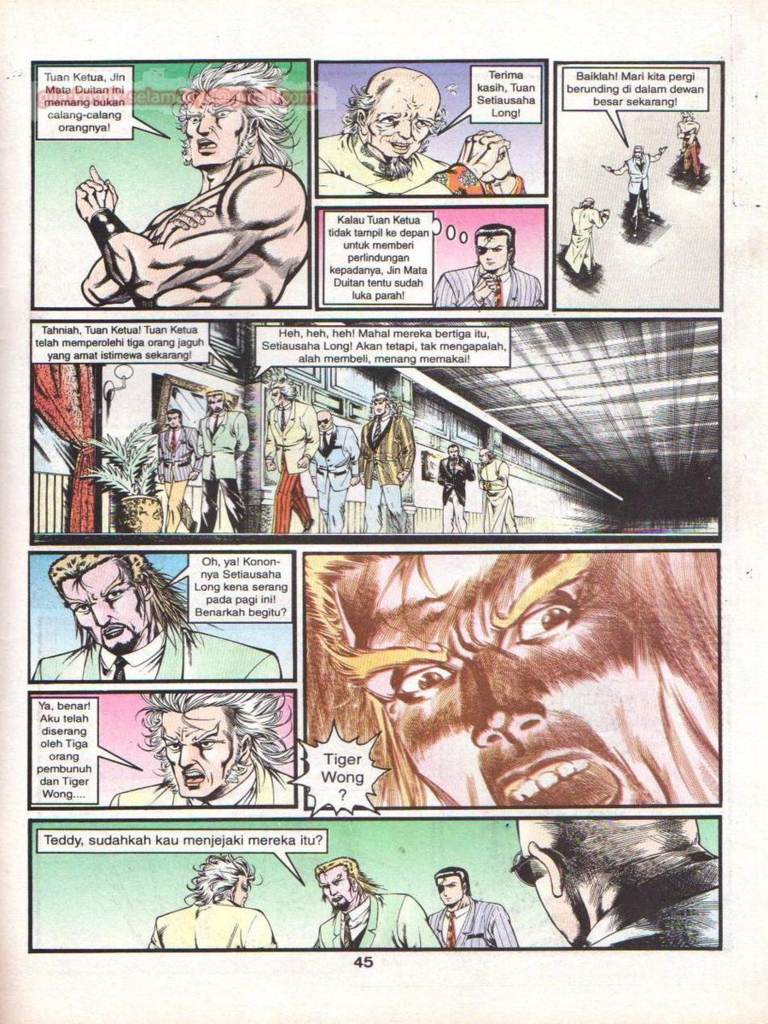 Tuan Ketua, Jin
Mata Duitan ini
memang bukan
calang-calang
orangnya!
Terima
kasih, Tuan
Setiausaha
Long!
Baiklah! Mari kita pergi
berunding di dalam dewan
besar sekarang!
Kalau Tuan Ketua
tidak tampil ke depan
untuk memberi
perlindungan
kepadanya, Jin Mata
Duitan tentu sudah
luka parah!
Tahniah, Tuan Ketua! Tuan Ketua
telah memperolehi tiga orang jaguh
yang amat istimewa sekarang!
Heh, heh, heh! Mahal mereka bertiga itu,
Setiausaha Long! Akan tetapi, tak mengapalah,
alah membeli, menang memakai!
Oh, ya! Konon-
nya Setiausaha
Long kena serang
pada pagi ini!
Benarkah begitu?
Ya, benar!
Aku telah
diserang
oleh Tiga
orang
pembunuh
dan Tiger
Wong....
Tiger
Wong
?
Teddy, sudahkah kau menjejaki mereka itu?
45